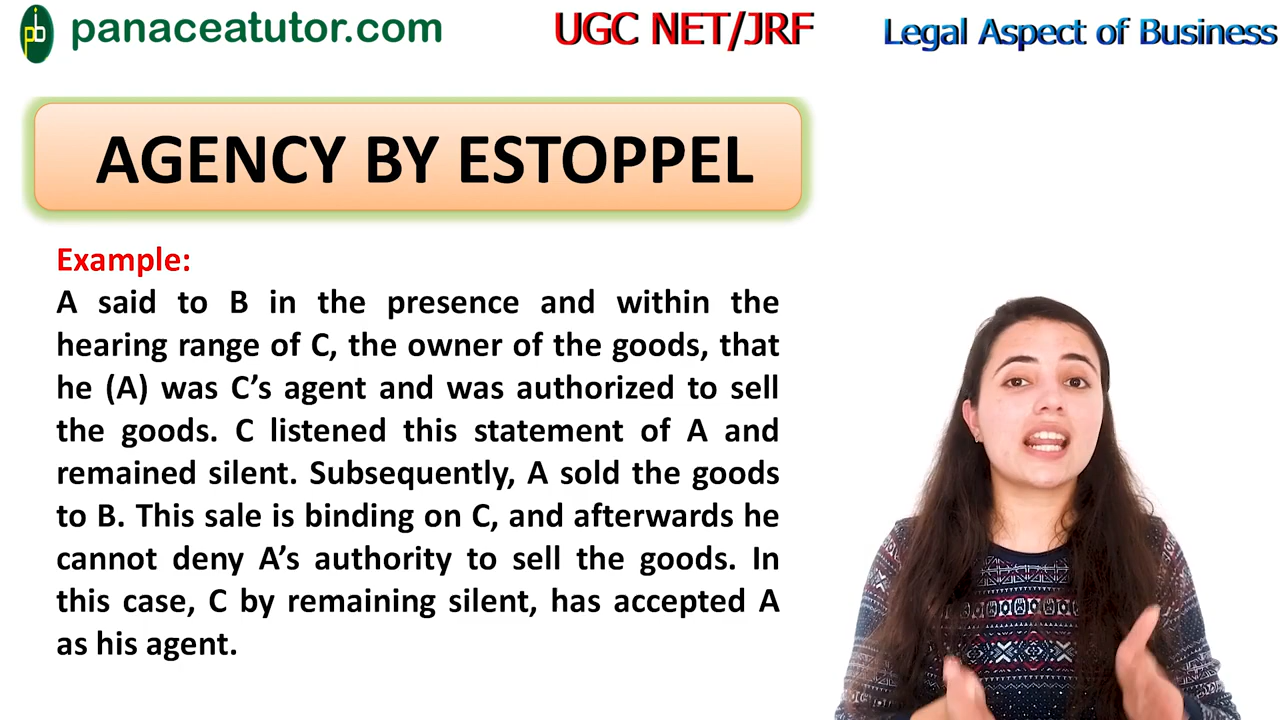 pb panaceatutor.com UGC NET/JRF Legal Aspect of Business
AGENCY BY ESTOPPEL
Example:
A said to B in the presence and within the
hearing range of C, the owner of the goods, that
he (A) was C’s agent and was authorized to sell
the goods. C listened this statement of A and
remained silent. Subsequently, A sold the goods
to B. This sale is binding on C, and afterwards he
cannot deny A’s authority to sell the goods. In
this case, C by remaining silent, has accepted A
as his agent.